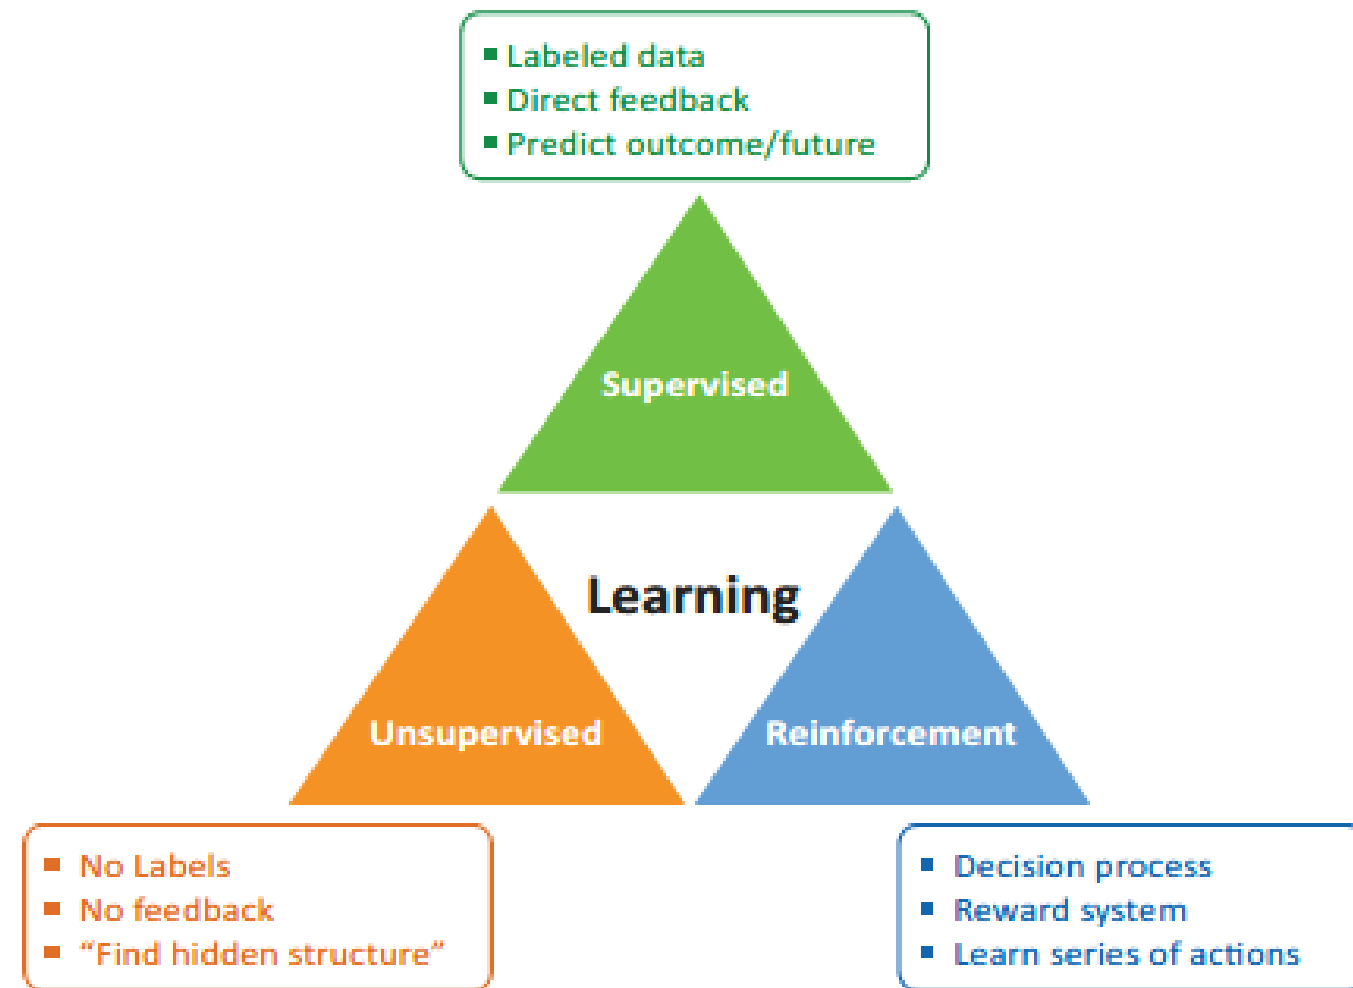 ▪ Labeled data
▪ Direct feedback
▪ Predict outcome/future
Supervised
Learning
Unsupervised
Reinforcement
▪ No Labels
▪ No feedback
▪ “Find hidden structure”
▪ Decision process
▪ Reward system
▪ Learn series of actions